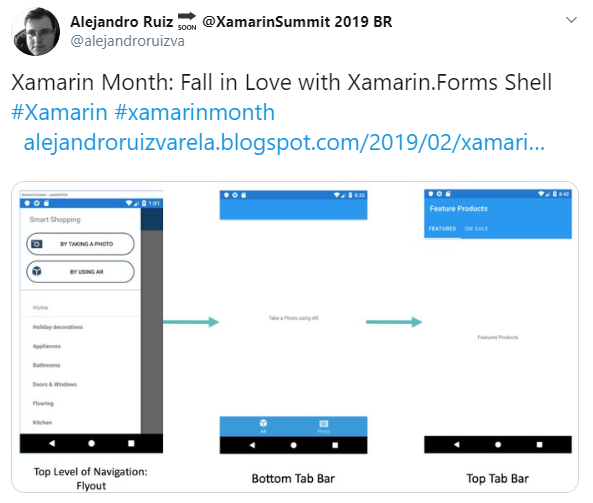 Alejandro Ruiz SOON @XamarinSummit 2019 BR
@alejandroruizva
Xamarin Month: Fall in Love with Xamarin.Forms Shell
#Xamarin #xamarinmonth
alejandroruizvarela.blogspot.com/2019/02/xamari...
1:01
Smart Shopping
BY TAKING A PHOTO
BY USING AR
Home
Holiday decorations
Appliances
Bathrooms
Doors & Windows
Flooring
Kitchen
Top Level of Navigation:
Flyout
8:33
Take a Photo using AR
AR Photo
Bottom Tab Bar
8:42
Feature Products
FEATURED ON SALE
Featured Products
Top Tab Bar